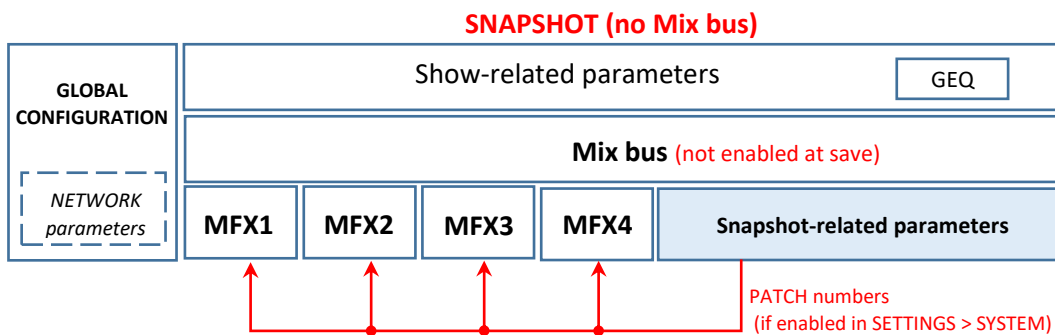 SNAPSHOT (no Mix bus)
GLOBAL
CONFIGURATION
NETWORK
parameters
Show-related parameters
GEQ
Mix bus (not enabled at save)
MFX1
MFX2
MFX3
MFX4
Snapshot-related parameters
PATCH numbers
(if enabled in SETTINGS > SYSTEM)